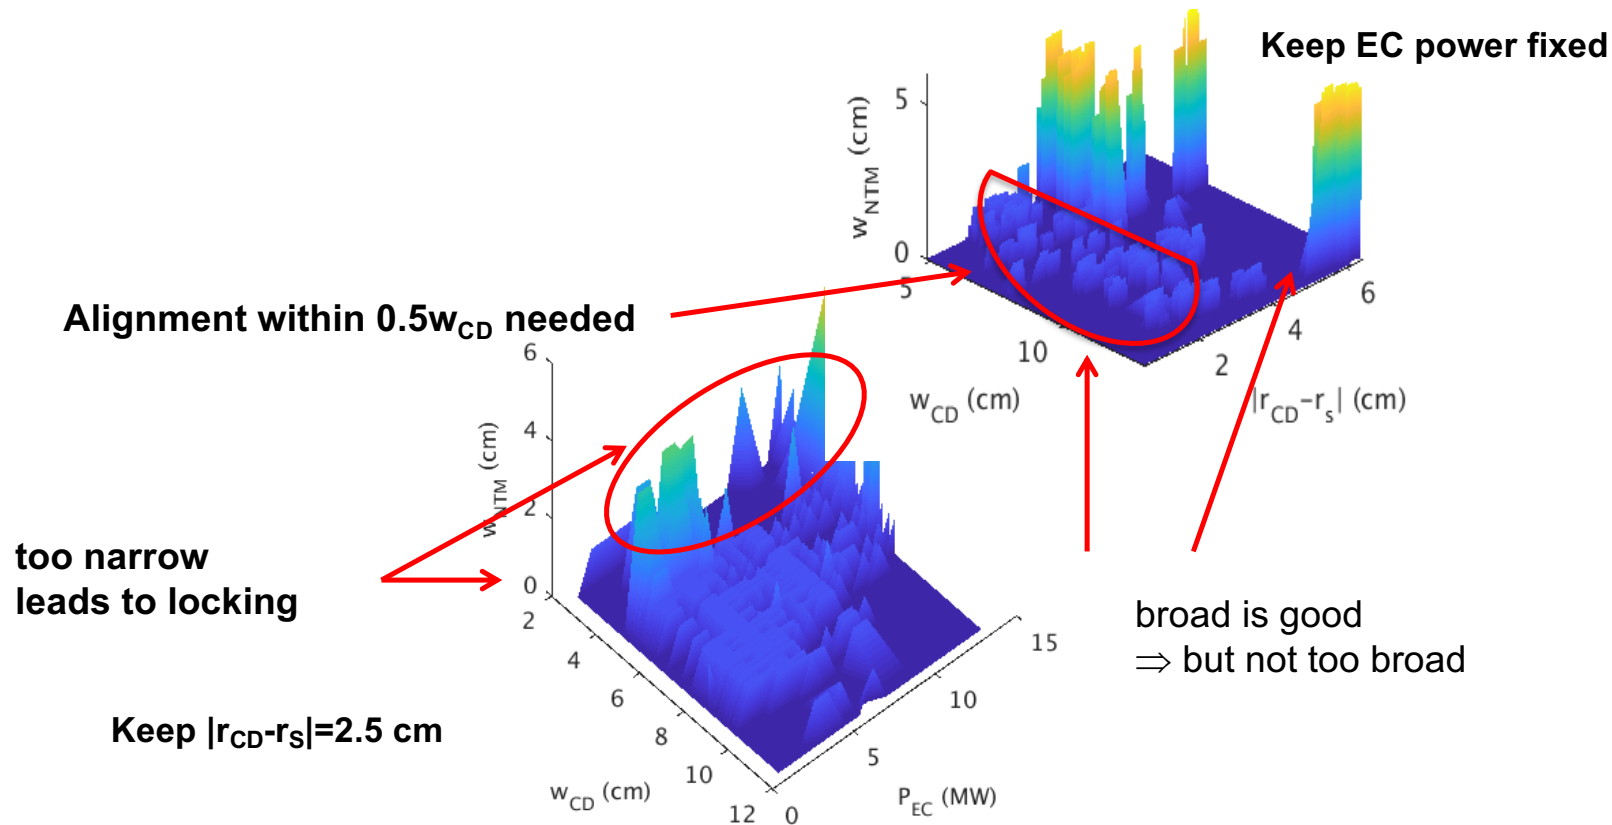 Keep EC power fixed
5
w_NTM (cm)
0
5
10
w_CD (cm)
2
4
6
|r_CD−r_s| (cm)
Alignment within 0.5w_CD needed
6
4
2
0
w_NTM (cm)
too narrow
leads to locking
2
4
6
8
10
12
w_CD (cm)
0
5
10
15
P_EC (MW)
Keep |r_CD-r_S|=2.5 cm
broad is good
⇒ but not too broad